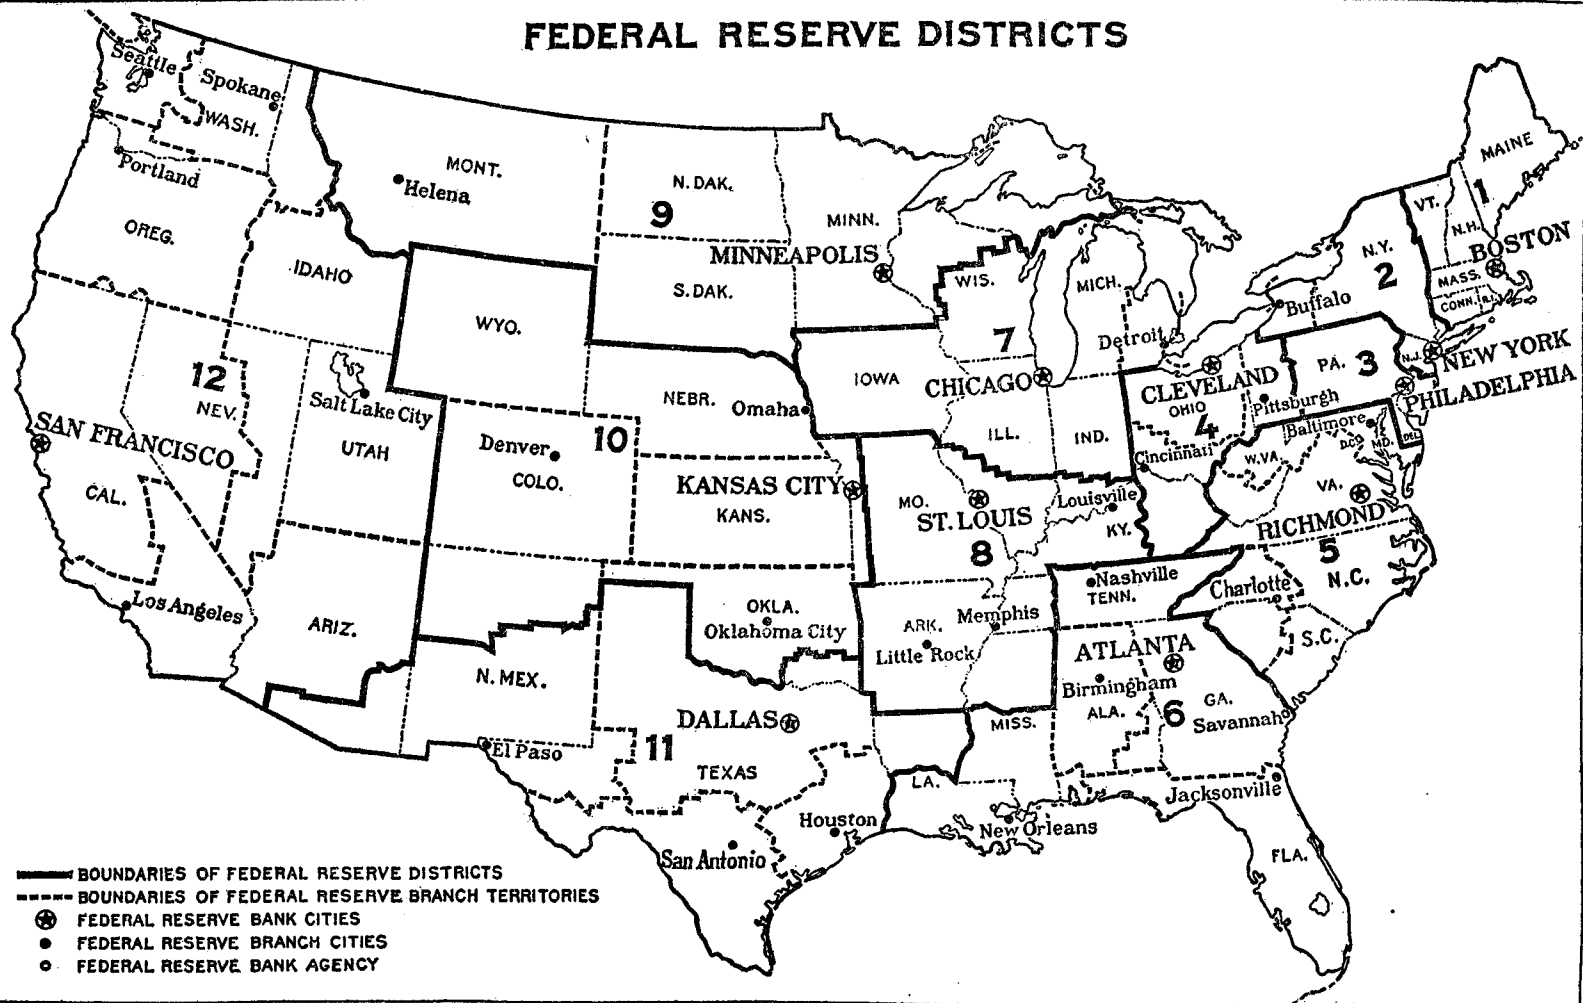 FEDERAL RESERVE DISTRICTS
Seattle
Spokane
WASH.
Portland
OREG.
IDAHO
MONT.
Helena
N. DAK.
9
S. DAK.
MINN.
MINNEAPOLIS
WYO.
WIS.
MICH.
7
Detroit
IOWA
CHICAGO
12
NEV.
SAN FRANCISCO
CAL.
Los Angeles
Salt Lake City
UTAH
ARIZ.
Denver
10
COLO.
NEBR.
Omaha
KANSAS CITY
KANS.
MO.
ST. LOUIS
8
ILL.
IND.
Louisville
KY.
CLEVELAND
OHIO
4
Cincinnati
Pittsburgh
PA.
3
Buffalo
N.Y.
2
MAINE
VT.
1
N.H.
BOSTON
MASS.
CONN.
R.I.
NEW YORK
N.J.
PHILADELPHIA
Baltimore
D.C.
MD.
DEL.
W. VA.
VA.
RICHMOND
5
N.C.
Charlotte
S.C.
Nashville
TENN.
Memphis
ARK.
Little Rock
OKLA.
Oklahoma City
N. MEX.
El Paso
DALLAS
11
TEXAS
Houston
San Antonio
LA.
New Orleans
MISS.
ATLANTA
Birmingham
ALA.
6
GA.
Savannah
Jacksonville
FLA.
BOUNDARIES OF FEDERAL RESERVE DISTRICTS
BOUNDARIES OF FEDERAL RESERVE BRANCH TERRITORIES
FEDERAL RESERVE BANK CITIES
FEDERAL RESERVE BRANCH CITIES
FEDERAL RESERVE BANK AGENCY